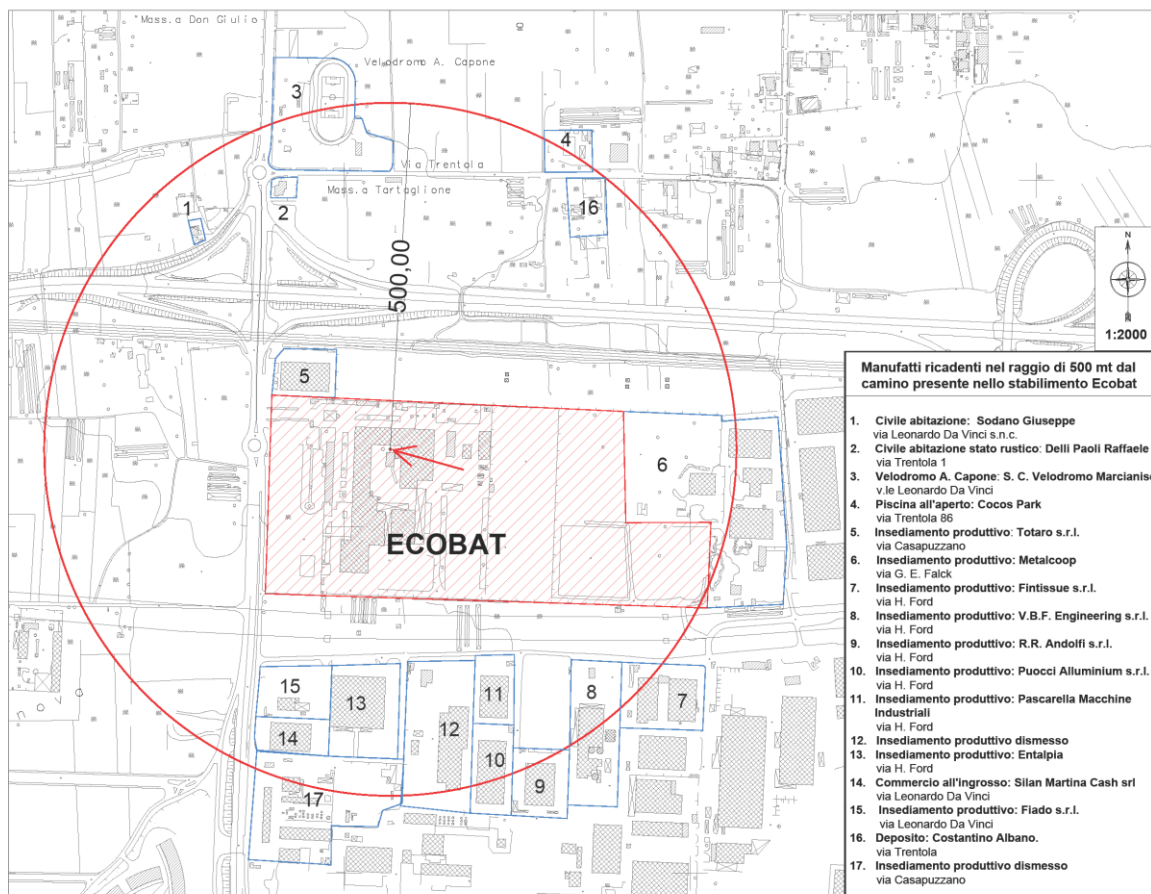 Mass.a Don Giulio
Velodromo A. Capone
3
4
Via Trentola
Mass.a Tartaglione
1
2
16
500,00
N
1:2000
5
6
ECOBAT
15
13
14
12
11
10
8
7
9
17
Manufatti ricadenti nel raggio di 500 mt dal
camino presente nello stabilimento Ecobat
1. Civile abitazione: Sodano Giuseppe
via Leonardo Da Vinci s.n.c.
2. Civile abitazione stato rustico: Delli Paoli Raffaele
via Trentola 1
3. Velodromo A. Capone: S. C. Velodromo Marcianise
v.le Leonardo Da Vinci
4. Piscina all'aperto: Cocos Park
via Trentola 86
5. Insediamento produttivo: Totaro s.r.l.
via Casapuzzano
6. Insediamento produttivo: Metalcoop
via G. E. Falck
7. Insediamento produttivo: Fintissue s.r.l.
via H. Ford
8. Insediamento produttivo: V.B.F. Engineering s.r.l.
via H. Ford
9. Insediamento produttivo: R.R. Andolfi s.r.l.
via H. Ford
10. Insediamento produttivo: Puocci Alluminium s.r.l.
via H. Ford
11. Insediamento produttivo: Pascarella Macchine
Industriali
via H. Ford
12. Insediamento produttivo dismesso
13. Insediamento produttivo: Entalpia
via H. Ford
14. Commercio all'ingrosso: Silan Martina Cash srl
via Leonardo Da Vinci
15. Insediamento produttivo: Fiado s.r.l.
via Leonardo Da Vinci
16. Deposito: Costantino Albano.
via Trentola
17. Insediamento produttivo dismesso
via Casapuzzano